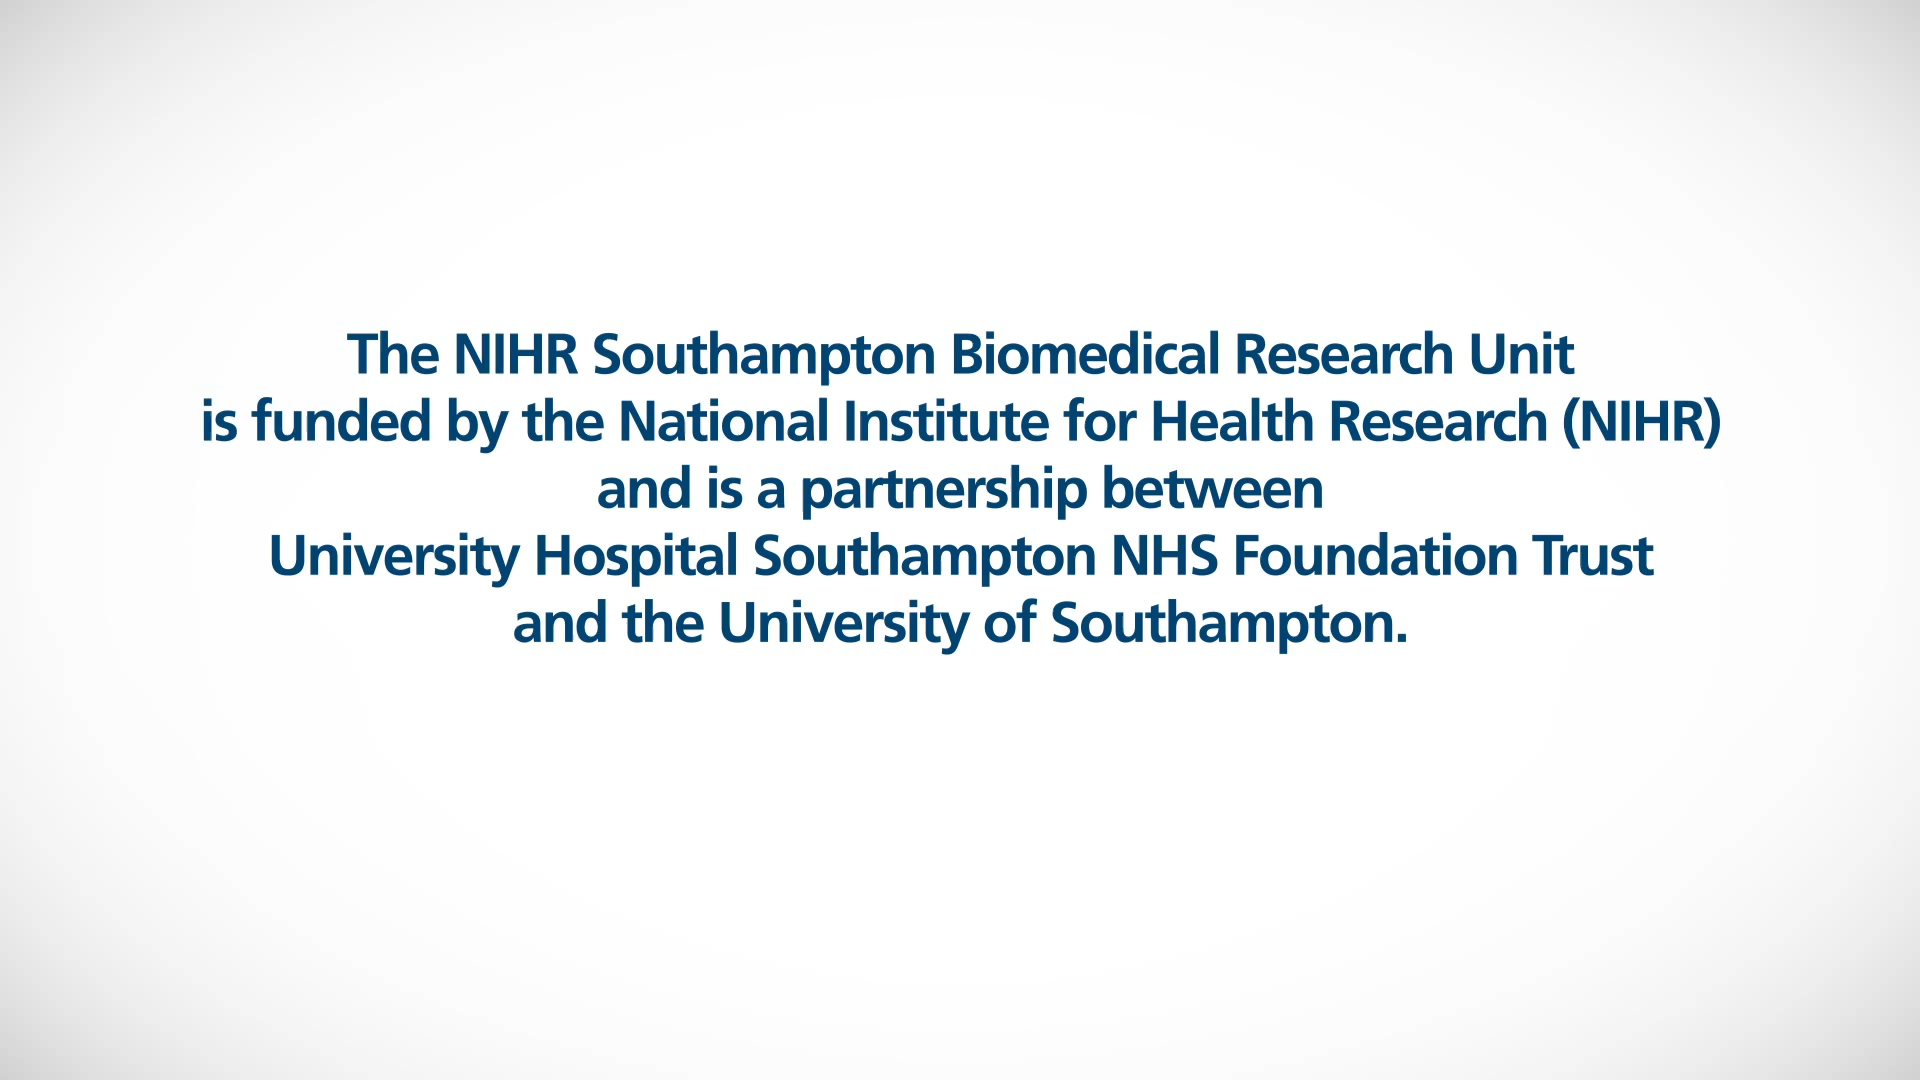 The NIHR Southampton Biomedical Research Unit
is funded by the National Institute for Health Research (NIHR)
and is a partnership between
University Hospital Southampton NHS Foundation Trust
and the University of Southampton.